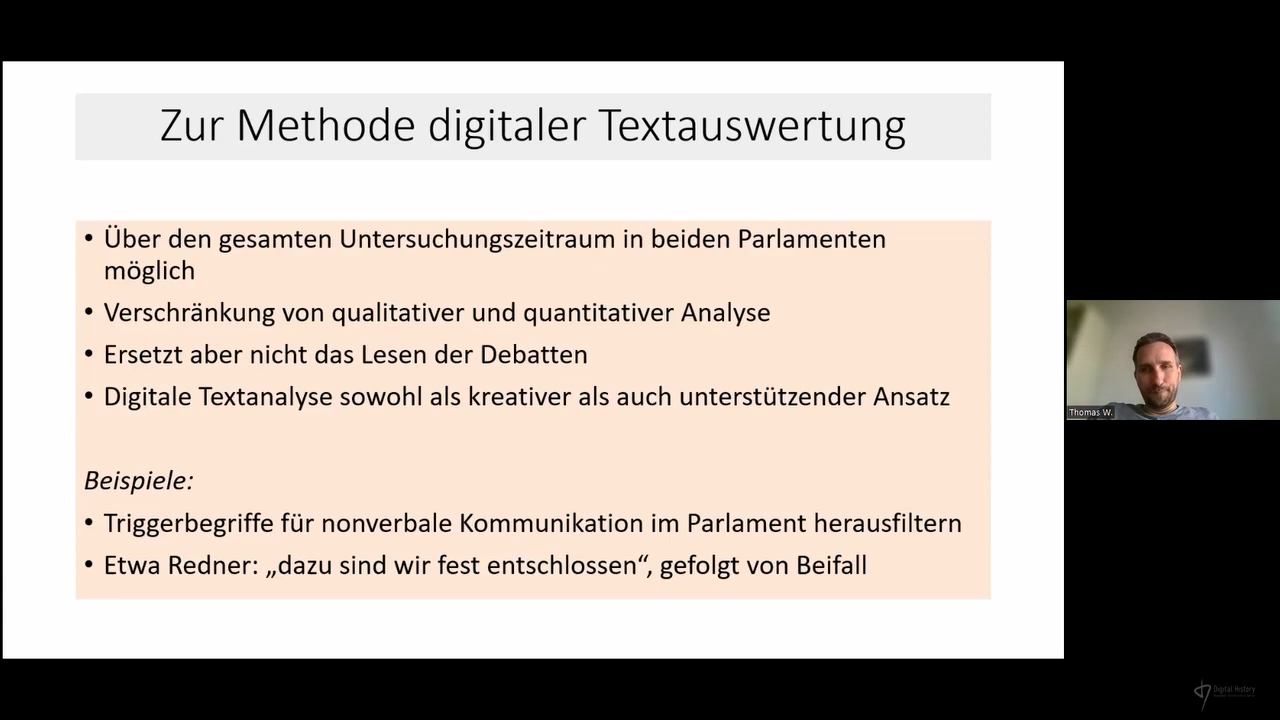 Zur Methode digitaler Textauswertung
• Über den gesamten Untersuchungszeitraum in beiden Parlamenten
möglich
• Verschränkung von qualitativer und quantitativer Analyse
• Ersetzt aber nicht das Lesen der Debatten
• Digitale Textanalyse sowohl als kreativer als auch unterstützender Ansatz
Beispiele:
• Triggerbegriffe für nonverbale Kommunikation im Parlament herausfiltern
• Etwa Redner: „dazu sind wir fest entschlossen“, gefolgt von Beifall
Thomas W.
Digital History